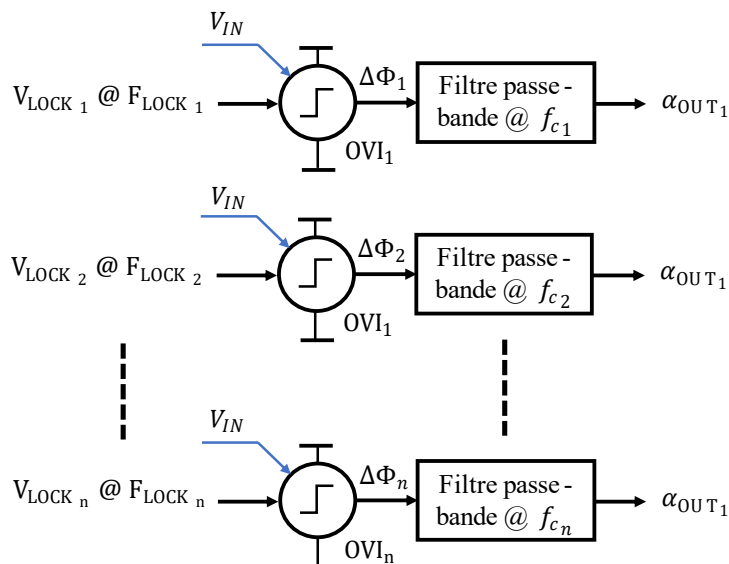 V_IN
V_LOCK 1 @ F_LOCK 1
ΔΦ_1
Filtre passe-
bande @ f_c1
α_OUT1
OVI_1
V_IN
V_LOCK 2 @ F_LOCK 2
ΔΦ_2
Filtre passe-
bande @ f_c2
α_OUT1
OVI_1
V_IN
V_LOCK n @ F_LOCK n
ΔΦ_n
Filtre passe-
bande @ f_cn
α_OUT1
OVI_n